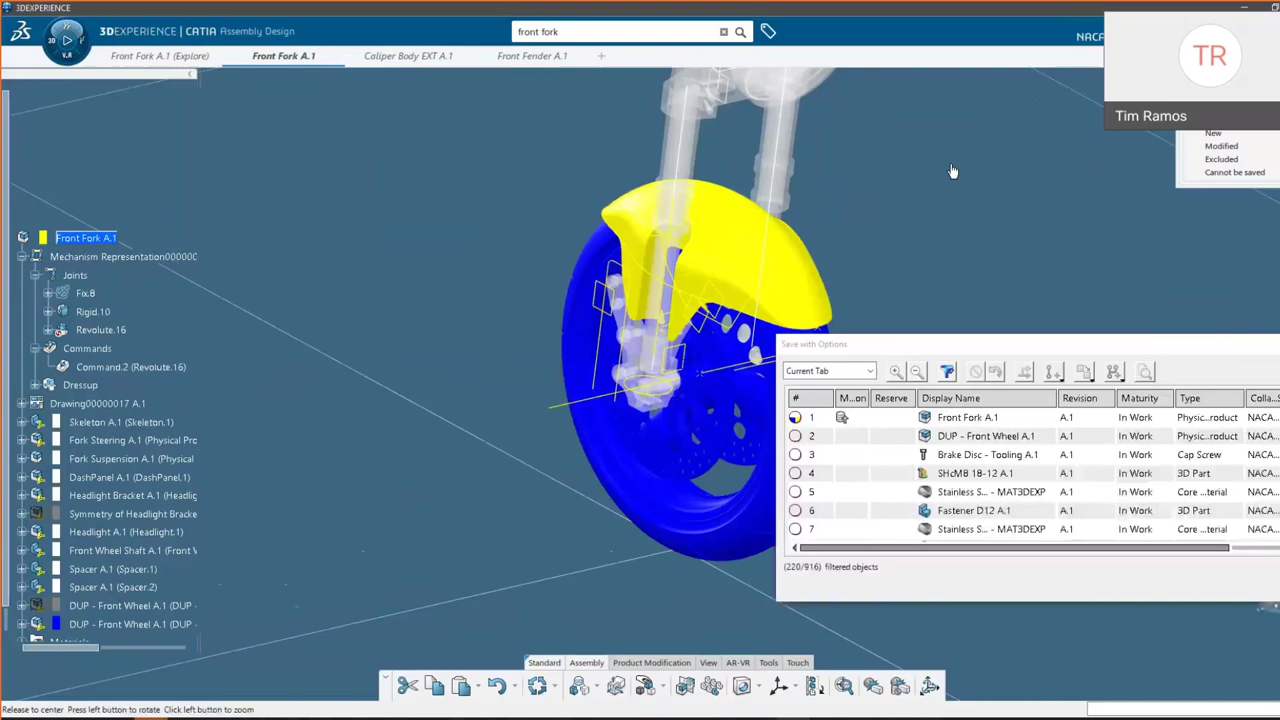 3DEXPERIENCE
3DEXPERIENCE | CATIA Assembly Design
front fork
NACA
3D
V.R
Front Fork A.1 (Explore)
Front Fork A.1
Caliper Body EXT A.1
Front Fender A.1
TR
Tim Ramos
New
Modified
Excluded
Cannot be saved
Front Fork A.1
Mechanism Representation000000
Joints
Fix.8
Rigid.10
Revolute.16
Commands
Command.2 (Revolute.16)
Dressup
Drawing00000017 A.1
Skeleton A.1 (Skeleton.1)
Fork Steering A.1 (Physical Pro
Fork Suspension A.1 (Physical
DashPanel A.1 (DashPanel.1)
Headlight Bracket A.1 (Headlig
Symmetry of Headlight Bracke
Headlight A.1 (Headlight.1)
Front Wheel Shaft A.1 (Front V
Spacer A.1 (Spacer.1)
Spacer A.1 (Spacer.2)
DUP - Front Wheel A.1 (DUP -
DUP - Front Wheel A.1 (DUP -
Materials
Save with Options
Current Tab
# M...on Reserve Display Name Revision Maturity Type Colla...
1 Front Fork A.1 A.1 In Work Physic...roduct NACA
2 DUP - Front Wheel A.1 A.1 In Work Physic...roduct NACA
3 Brake Disc - Tooling A.1 A.1 In Work Cap Screw NACA
4 SHcM8 18-12 A.1 A.1 In Work 3D Part NACA
5 Stainless S... - MAT3DEXP A.1 In Work Core ...terial NACA
6 Fastener D12 A.1 A.1 In Work 3D Part NACA
7 Stainless S... - MAT3DEXP A.1 In Work Core ...terial NACA
(220/916) filtered objects
Standard Assembly Product Modification View AR-VR Tools Touch
Release to center Press left button to rotate Click left button to zoom